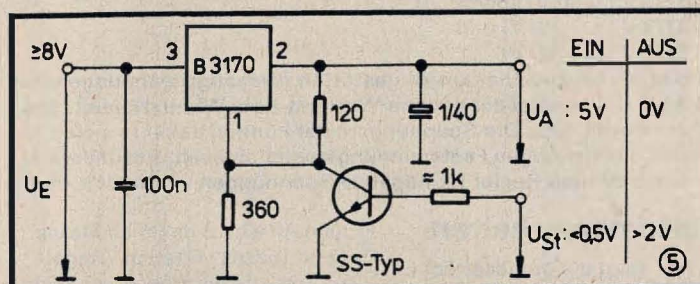 ≥8V
3
B3170
2
EIN
AUS
1
120
1/40
U_A : 5V
0V
≈1k
U_E
100n
360
SS-Typ
U_St : <0,5V
>2V
5